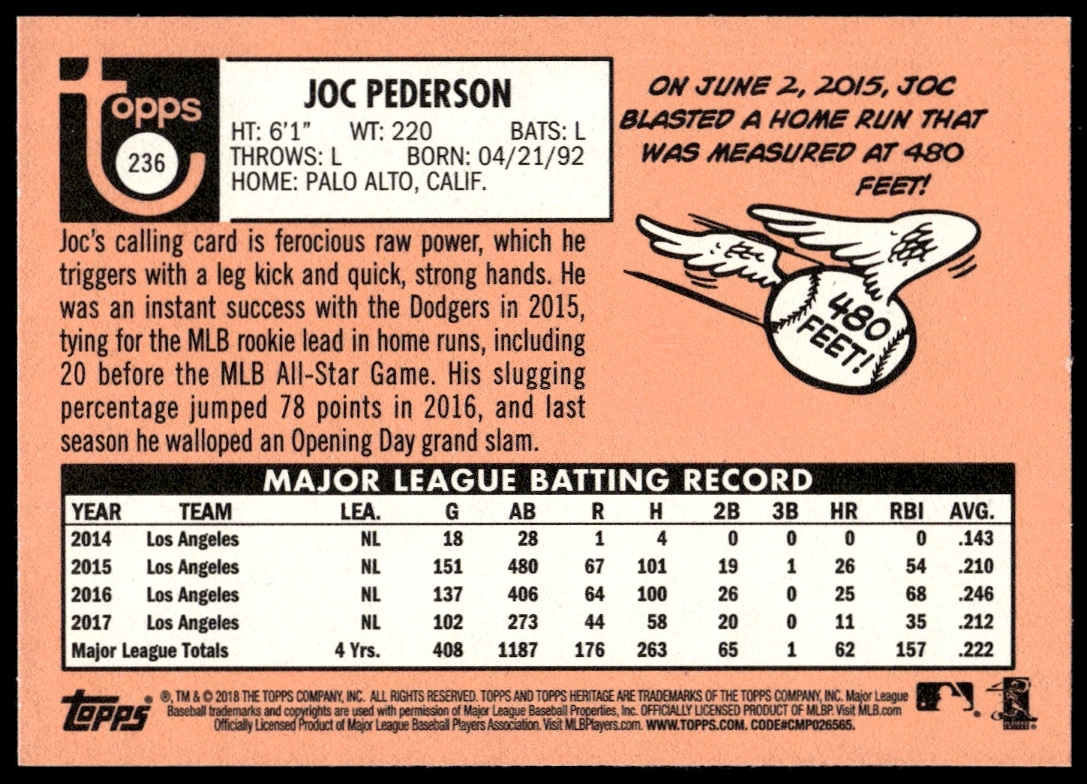 topps
236
JOC PEDERSON
HT: 6'1" WT: 220 BATS: L
THROWS: L BORN: 04/21/92
HOME: PALO ALTO, CALIF.
ON JUNE 2, 2015, JOC
BLASTED A HOME RUN THAT
WAS MEASURED AT 480
FEET!
480
FEET!
Joc's calling card is ferocious raw power, which he
triggers with a leg kick and quick, strong hands. He
was an instant success with the Dodgers in 2015,
tying for the MLB rookie lead in home runs, including
20 before the MLB All-Star Game. His slugging
percentage jumped 78 points in 2016, and last
season he walloped an Opening Day grand slam.
MAJOR LEAGUE BATTING RECORD
YEAR TEAM LEA. G AB R H 2B 3B HR RBI AVG.
2014 Los Angeles NL 18 28 1 4 0 0 0 0 .143
2015 Los Angeles NL 151 480 67 101 19 1 26 54 .210
2016 Los Angeles NL 137 406 64 100 26 0 25 68 .246
2017 Los Angeles NL 102 273 44 58 20 0 11 35 .212
Major League Totals 4 Yrs. 408 1187 176 263 65 1 62 157 .222
TOPPS® ®, TM & © 2018 THE TOPPS COMPANY, INC. ALL RIGHTS RESERVED. TOPPS AND TOPPS HERITAGE ARE TRADEMARKS OF THE TOPPS COMPANY, INC. Major League
Baseball trademarks and copyrights are used with permission of Major League Baseball Properties, Inc. OFFICIALLY LICENSED PRODUCT OF MLBP. Visit MLB.com
Officially Licensed Product of Major League Baseball Players Association. Visit MLBPlayers.com. WWW.TOPPS.COM. CODE#CMP026565.